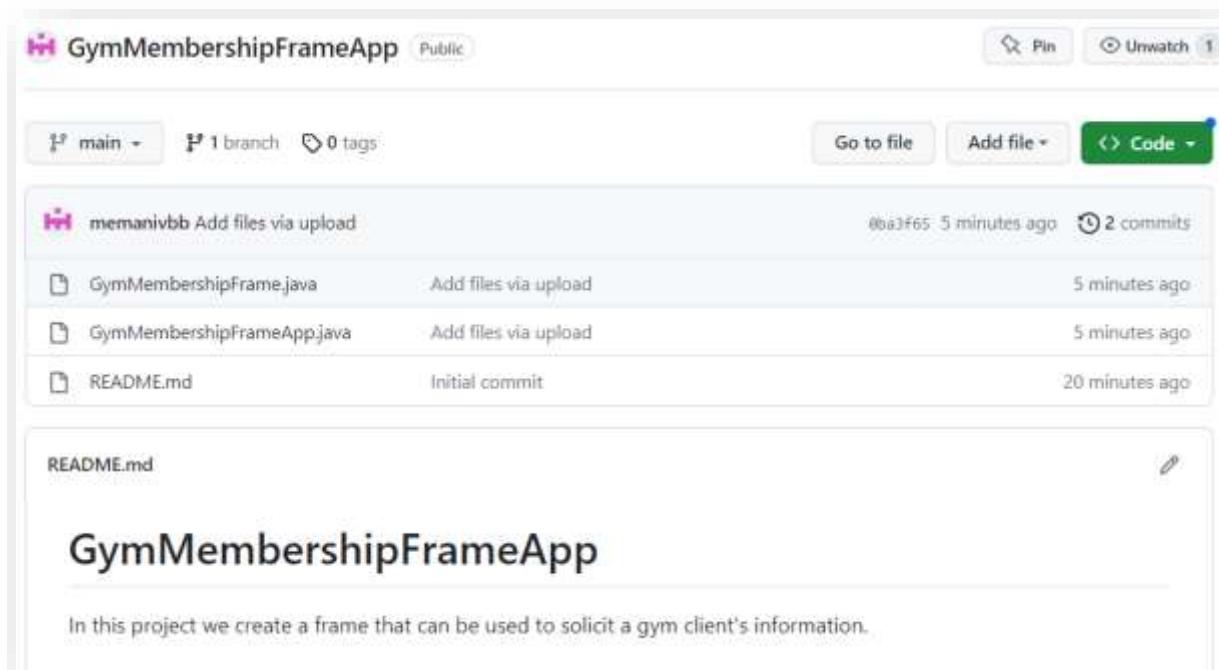 GymMembershipFrameApp Public Pin Unwatch 1
main 1 branch 0 tags Go to file Add file <> Code
memanivbb Add files via upload 0ba3f65 5 minutes ago 2 commits
GymMembershipFrame.java Add files via upload 5 minutes ago
GymMembershipFrameApp.java Add files via upload 5 minutes ago
README.md Initial commit 20 minutes ago
README.md
GymMembershipFrameApp
In this project we create a frame that can be used to solicit a gym client's information.